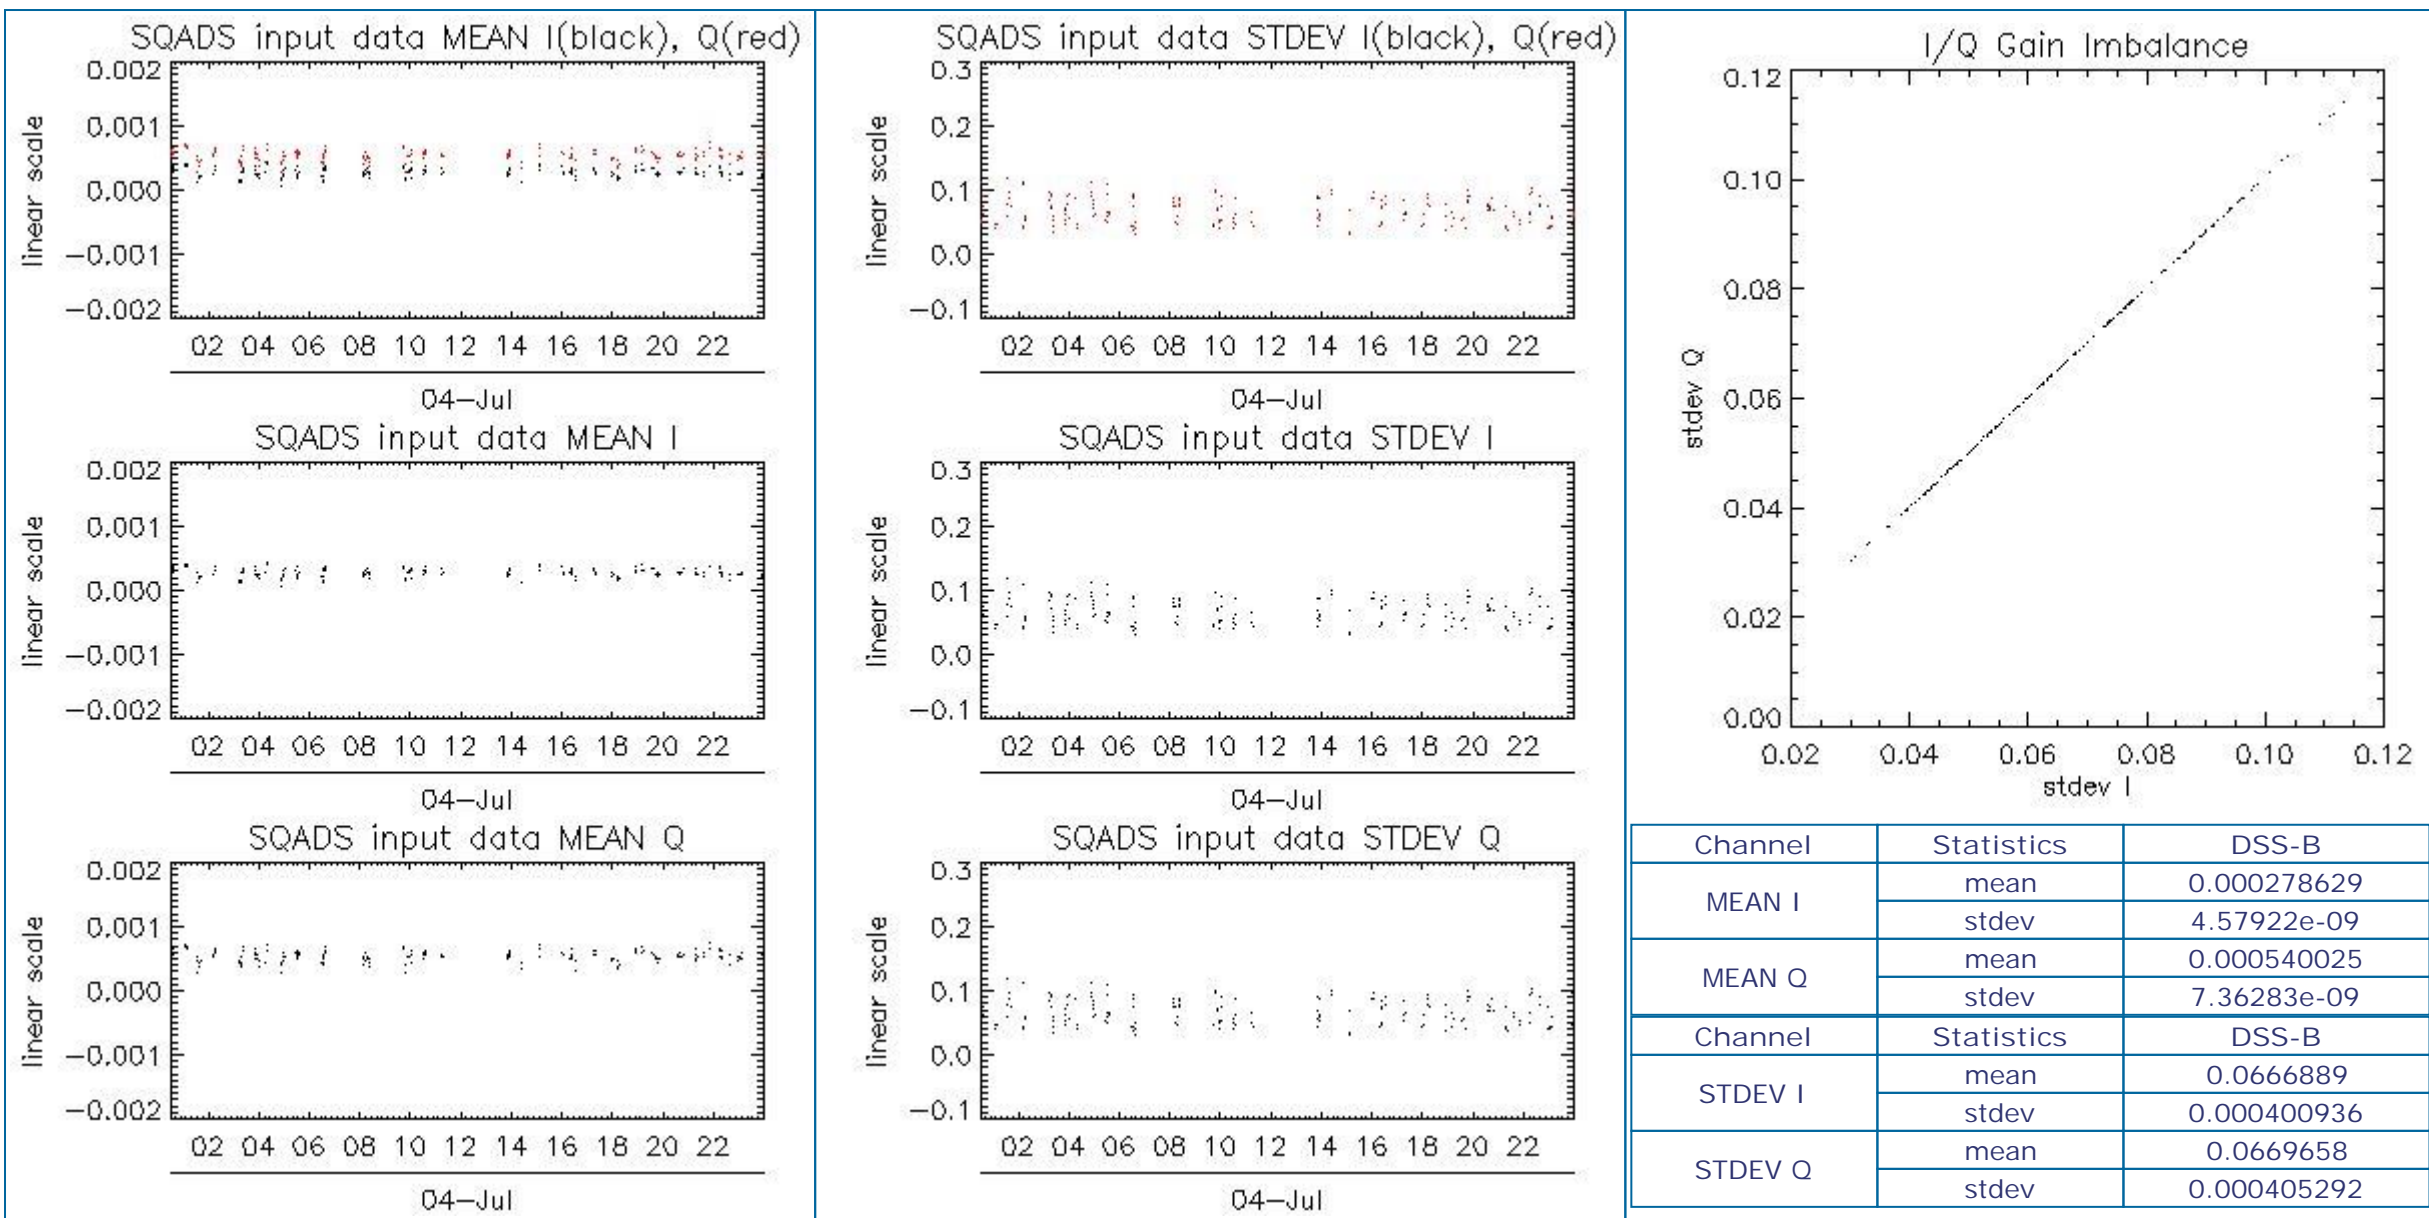 SQADS input data MEAN I(black), Q(red)
0.002
0.001
0.000
-0.001
-0.002
linear scale
02 04 06 08 10 12 14 16 18 20 22
04-Jul
SQADS input data MEAN I
0.002
0.001
0.000
-0.001
-0.002
linear scale
02 04 06 08 10 12 14 16 18 20 22
04-Jul
SQADS input data MEAN Q
0.002
0.001
0.000
-0.001
-0.002
linear scale
02 04 06 08 10 12 14 16 18 20 22
04-Jul
SQADS input data STDEV I(black), Q(red)
0.3
0.2
0.1
0.0
-0.1
linear scale
02 04 06 08 10 12 14 16 18 20 22
04-Jul
SQADS input data STDEV I
0.3
0.2
0.1
0.0
-0.1
linear scale
02 04 06 08 10 12 14 16 18 20 22
04-Jul
SQADS input data STDEV Q
0.3
0.2
0.1
0.0
-0.1
linear scale
02 04 06 08 10 12 14 16 18 20 22
04-Jul
I/Q Gain Imbalance
0.12
0.10
0.08
0.06
0.04
0.02
0.00
stdev Q
0.02 0.04 0.06 0.08 0.10 0.12
stdev I
Channel Statistics DSS-B
MEAN I mean 0.000278629
stdev 4.57922e-09
MEAN Q mean 0.000540025
stdev 7.36283e-09
Channel Statistics DSS-B
STDEV I mean 0.0666889
stdev 0.000400936
STDEV Q mean 0.0669658
stdev 0.000405292